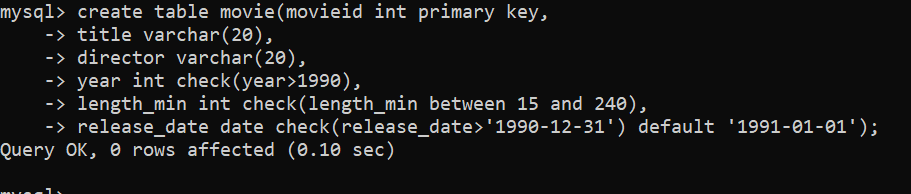 mysql> create table movie(movieid int primary key,
    -> title varchar(20),
    -> director varchar(20),
    -> year int check(year>1990),
    -> length_min int check(length_min between 15 and 240),
    -> release_date date check(release_date>'1990-12-31') default '1991-01-01');
Query OK, 0 rows affected (0.10 sec)
mysql>